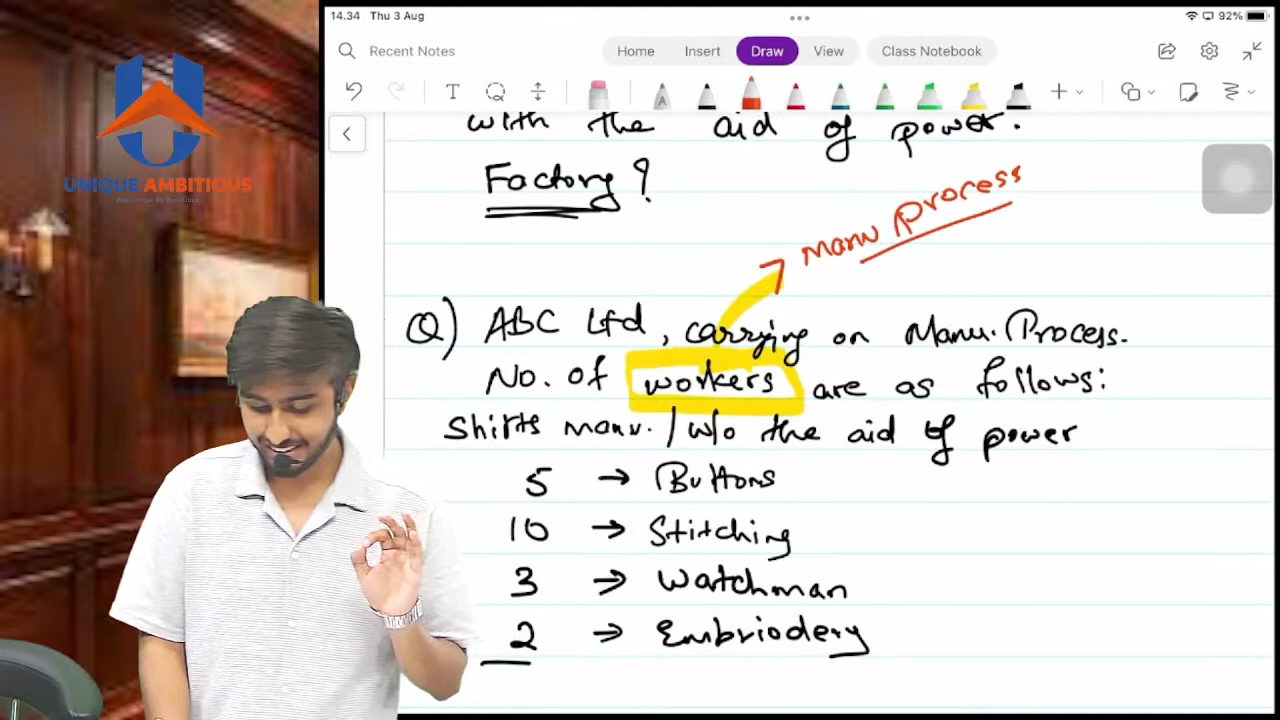 14.34 Thu 3 Aug
92%
Recent Notes
Home Insert Draw View Class Notebook
UNIQUE AMBITIOUS
with the aid of power.
Factory?
Manu process
Q) ABC Ltd, carrying on Manu. Process.
No. of workers are as follows:
Shirts manu. / w/o the aid of power
5 → Buttons
10 → Stitching
3 → Watchman
2 → Embriodery